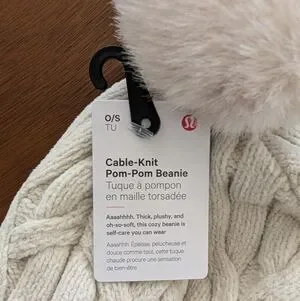 O/S
TU
Cable-Knit
Pom-Pom Beanie
Tuque à pompon
en maille torsadée
Aaaahhhh. Thick, plushy, and
oh-so-soft, this cozy beanie is
self-care you can wear
Aaaahhh. Épaisse, pelucheuse et
douce comme tout, cette tuque
chaude procure une sensation
de bien-être